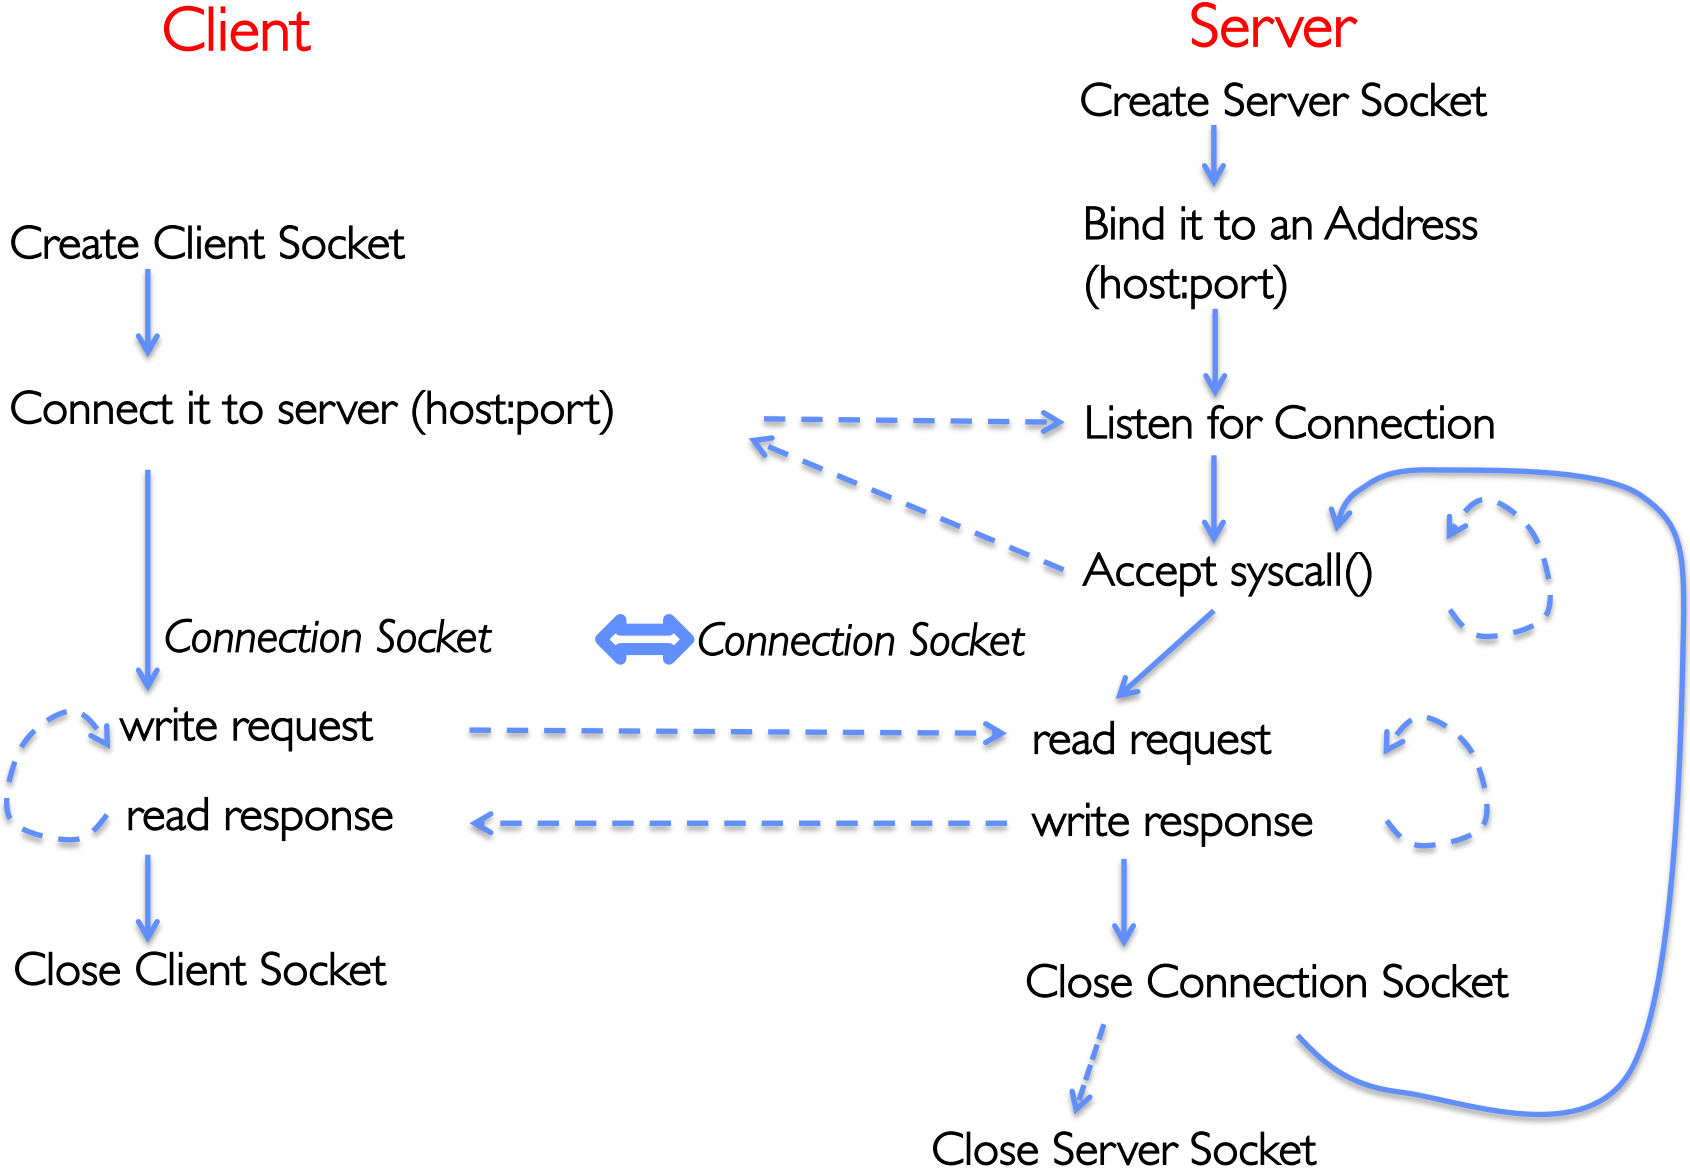 Client
Server
Create Server Socket
Bind it to an Address
(host:port)
Create Client Socket
Connect it to server (host:port)
Listen for Connection
Accept syscall()
Connection Socket
Connection Socket
write request
read request
read response
write response
Close Client Socket
Close Connection Socket
Close Server Socket